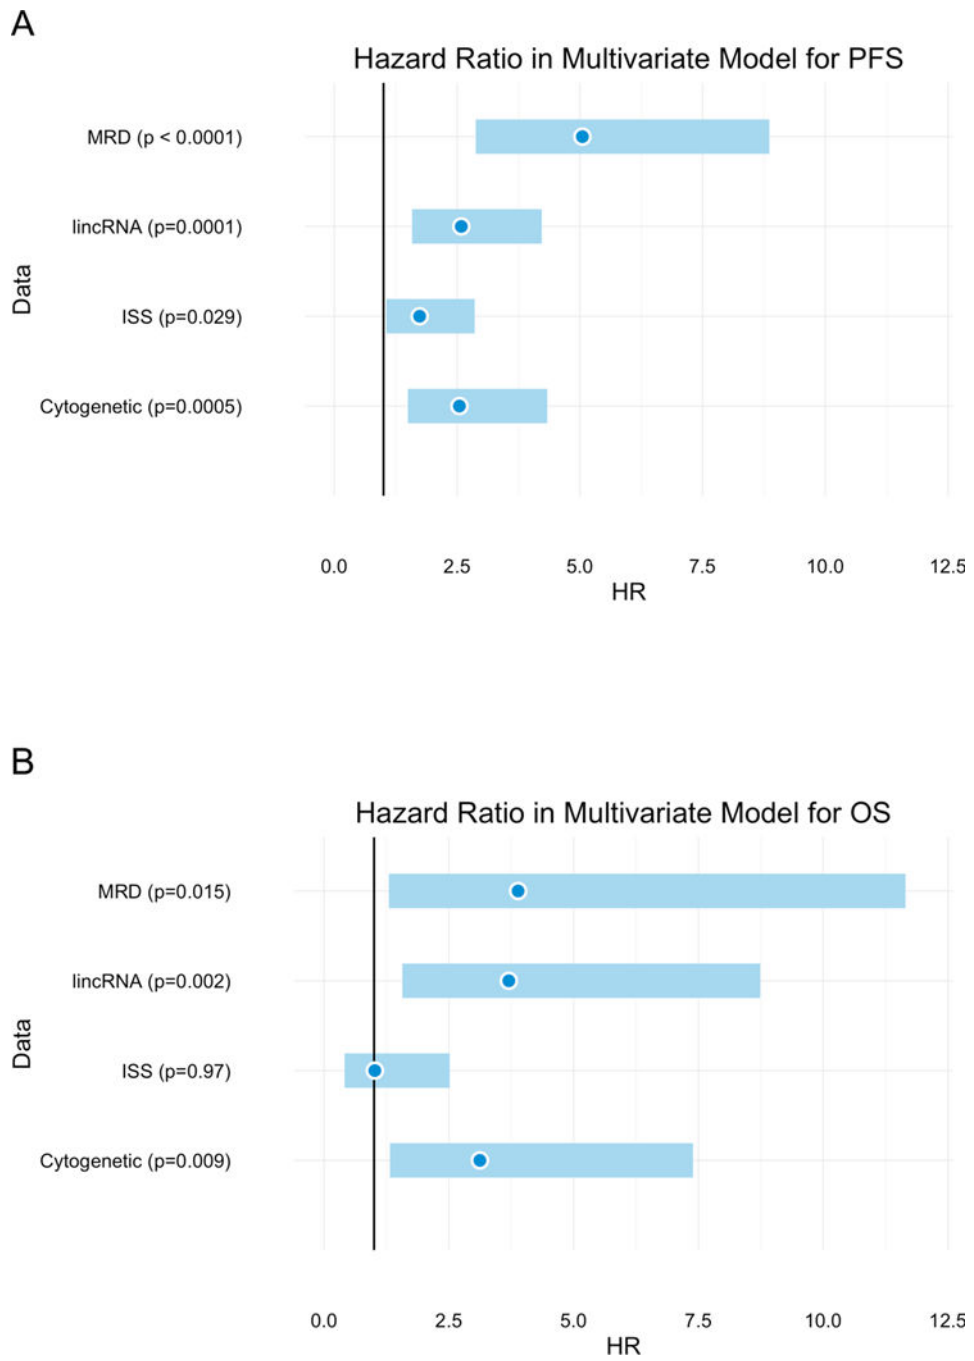 A
Hazard Ratio in Multivariate Model for PFS
MRD (p < 0.0001)
lincRNA (p=0.0001)
ISS (p=0.029)
Cytogenetic (p=0.0005)
Data
0.0 2.5 5.0 7.5 10.0 12.5
HR
B
Hazard Ratio in Multivariate Model for OS
MRD (p=0.015)
lincRNA (p=0.002)
ISS (p=0.97)
Cytogenetic (p=0.009)
Data
0.0 2.5 5.0 7.5 10.0 12.5
HR